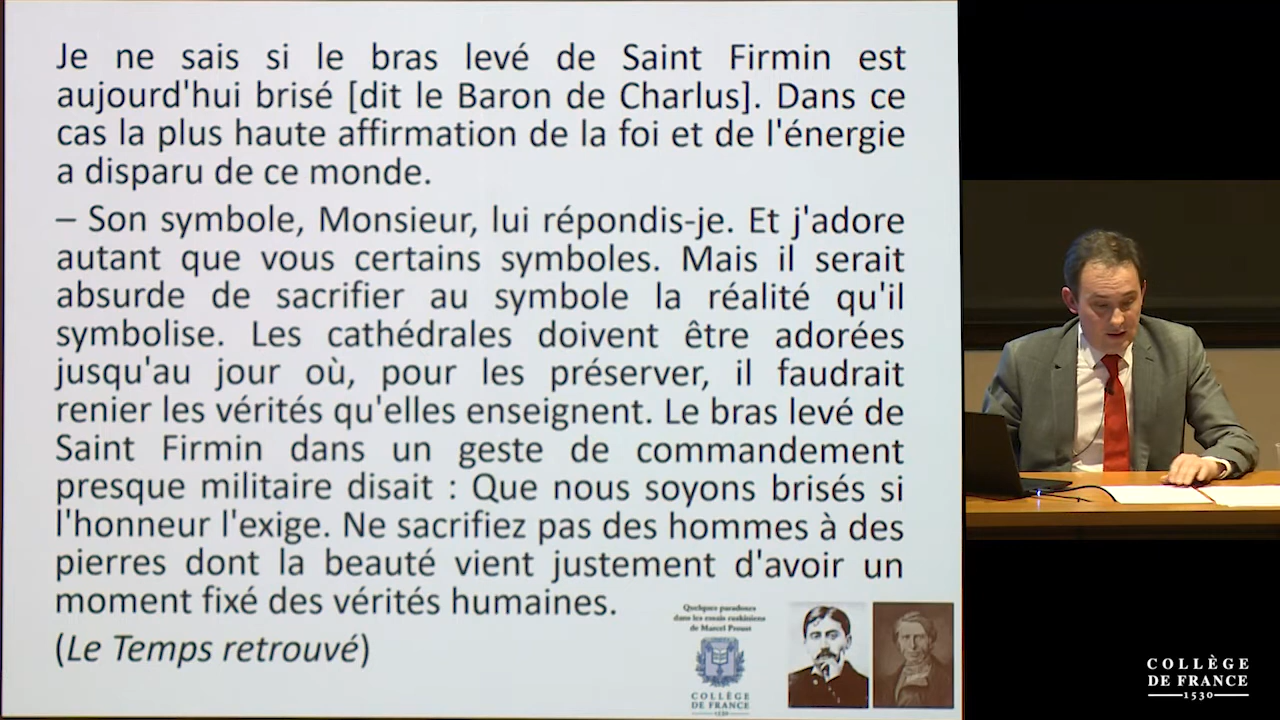 Je ne sais si le bras levé de Saint Firmin est
aujourd'hui brisé [dit le Baron de Charlus]. Dans ce
cas la plus haute affirmation de la foi et de l'énergie
a disparu de ce monde.
– Son symbole, Monsieur, lui répondis-je. Et j'adore
autant que vous certains symboles. Mais il serait
absurde de sacrifier au symbole la réalité qu'il
symbolise. Les cathédrales doivent être adorées
jusqu'au jour où, pour les préserver, il faudrait
renier les vérités qu'elles enseignent. Le bras levé de
Saint Firmin dans un geste de commandement
presque militaire disait : Que nous soyons brisés si
l'honneur l'exige. Ne sacrifiez pas des hommes à des
pierres dont la beauté vient justement d'avoir un
moment fixé des vérités humaines.
(Le Temps retrouvé)
Quelques paradoxes
dans les essais ruskiniens
de Marcel Proust
COLLÈGE
DE FRANCE
1530
COLLÈGE
DE FRANCE
1530